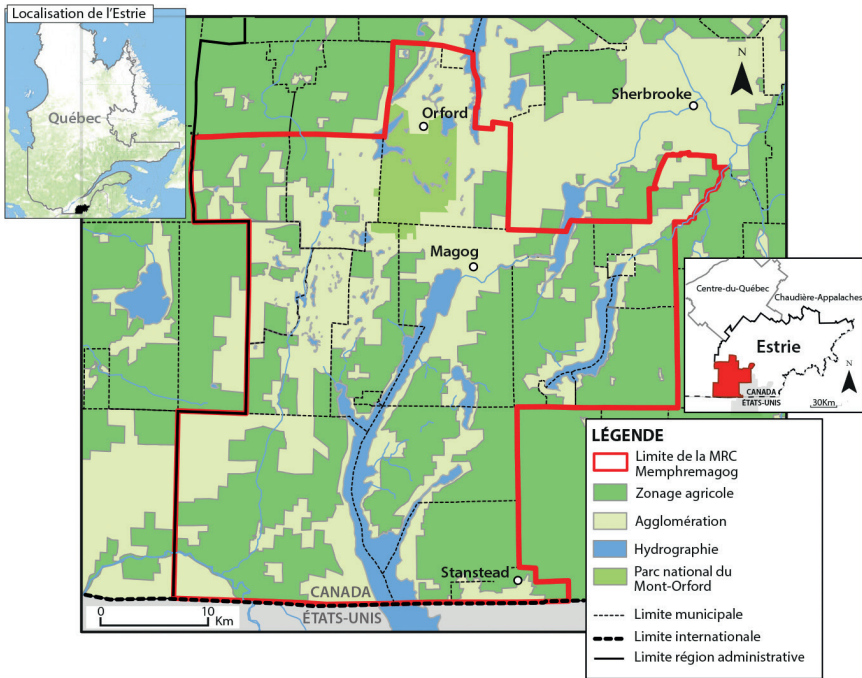 Localisation de l'Estrie
Québec
N
Orford
Sherbrooke
Magog
Stanstead
CANADA
ÉTATS-UNIS
0
10
Km
Centre-du-Québec
Chaudière-Appalaches
Estrie
N
CANADA
ÉTATS-UNIS
30Km
LÉGENDE
Limite de la MRC
Memphremagog
Zonage agricole
Agglomération
Hydrographie
Parc national du
Mont-Orford
Limite municipale
Limite internationale
Limite région administrative